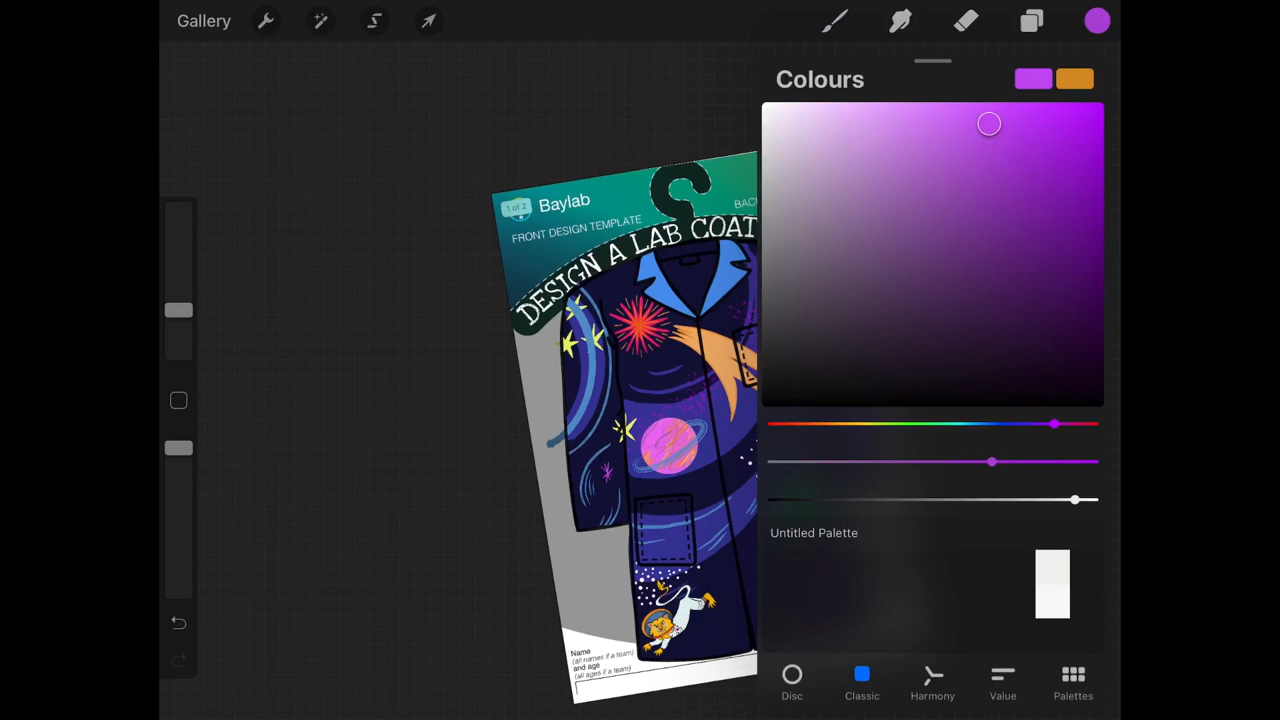 Gallery
Colours
1 of 2
Baylab
FRONT DESIGN TEMPLATE
BAC
DESIGN A LAB COAT
Untitled Palette
Name
(all names if a team)
and age
(all ages if a team)
Disc
Classic
Harmony
Value
Palettes